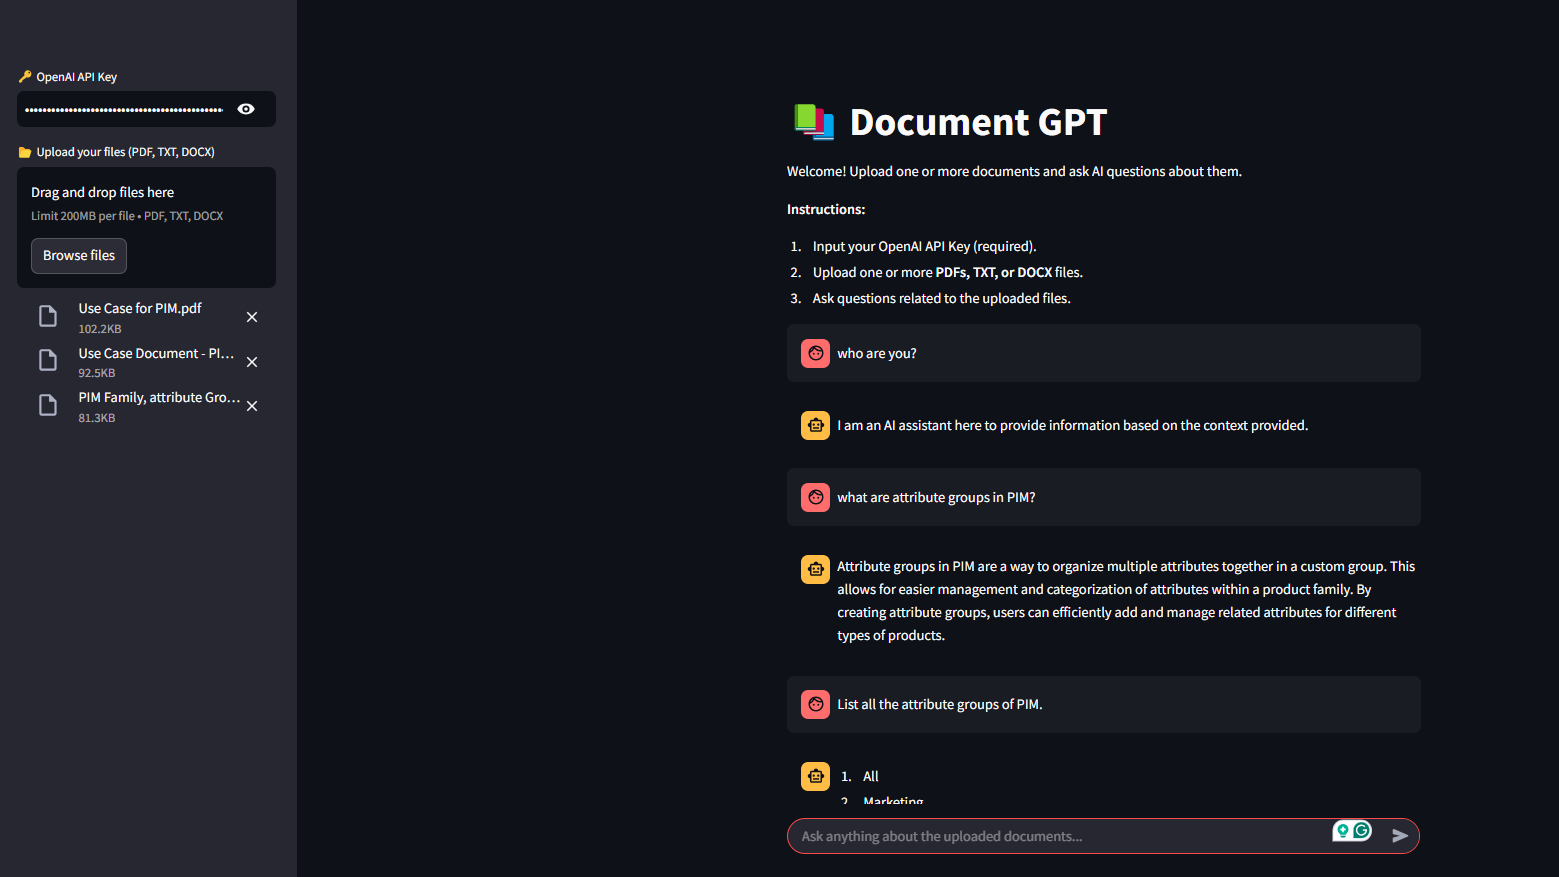 OpenAI API Key
Upload your files (PDF, TXT, DOCX)
Drag and drop files here
Limit 200MB per file • PDF, TXT, DOCX
Browse files
Use Case for PIM.pdf
102.2KB
Use Case Document - PI...
92.5KB
PIM Family, attribute Gro...
81.3KB
Document GPT
Welcome! Upload one or more documents and ask AI questions about them.
Instructions:
1. Input your OpenAI API Key (required).
2. Upload one or more PDFs, TXT, or DOCX files.
3. Ask questions related to the uploaded files.
who are you?
I am an AI assistant here to provide information based on the context provided.
what are attribute groups in PIM?
Attribute groups in PIM are a way to organize multiple attributes together in a custom group. This
allows for easier management and categorization of attributes within a product family. By
creating attribute groups, users can efficiently add and manage related attributes for different
types of products.
List all the attribute groups of PIM.
1. All
2. Marketing
Ask anything about the uploaded documents...